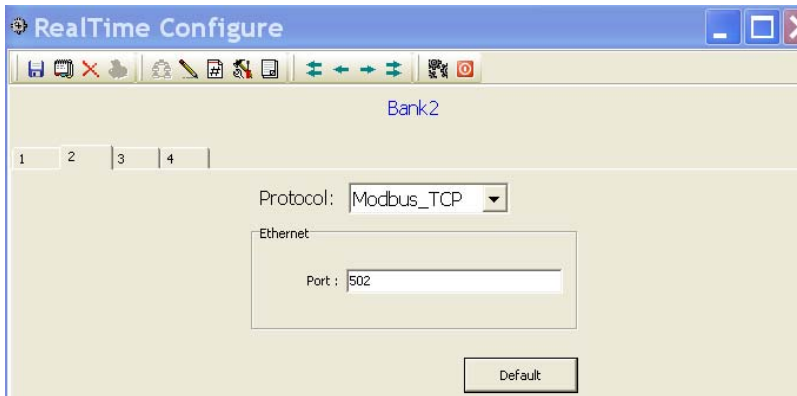 RealTime Configure
Bank2
1 2 3 4
Protocol: Modbus_TCP
Ethernet
Port : 502
Default